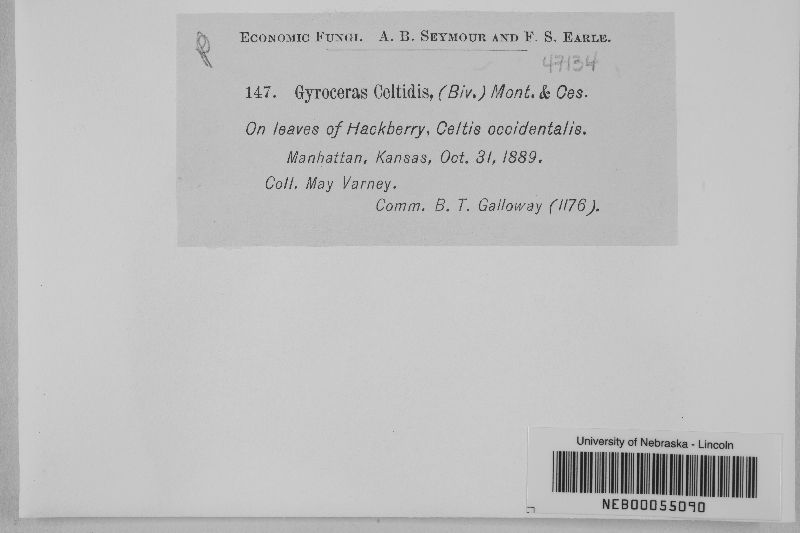 Economic Fungi. A. B. Seymour and F. S. Earle.
47134
147. Gyroceras Celtidis, (Biv.) Mont. & Ces.
On leaves of Hackberry, Celtis occidentalis.
Manhattan, Kansas, Oct. 31, 1889.
Coll. May Varney.
Comm. B. T. Galloway (1176).
University of Nebraska - Lincoln
NEB00055090